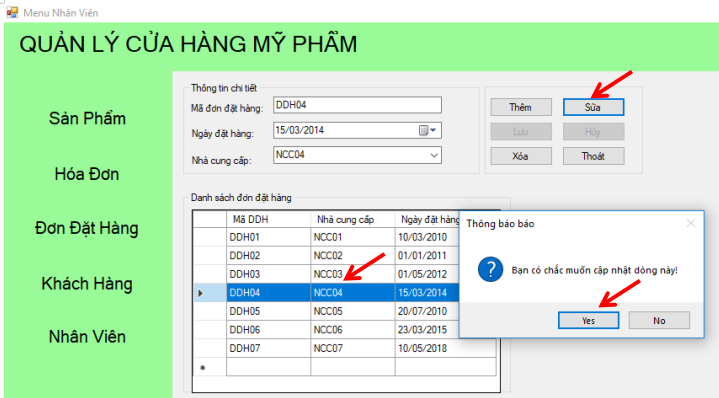 Menu Nhân Viên
QUẢN LÝ CỬA HÀNG MỸ PHẨM
Sản Phẩm
Hóa Đơn
Đơn Đặt Hàng
Khách Hàng
Nhân Viên
Thông tin chi tiết
Mã đơn đặt hàng: DDH04
Ngày đặt hàng: 15/03/2014
Nhà cung cấp: NCC04
Thêm Sửa
Lưu Hủy
Xóa Thoát
Danh sách đơn đặt hàng
Mã DDH Nhà cung cấp Ngày đặt hàng
DDH01 NCC01 10/03/2010
DDH02 NCC02 01/01/2011
DDH03 NCC03 01/05/2012
DDH04 NCC04 15/03/2014
DDH05 NCC05 20/07/2010
DDH06 NCC06 23/03/2015
DDH07 NCC07 10/05/2018
Thông báo báo
Bạn có chắc muốn cập nhật dòng này!
Yes No